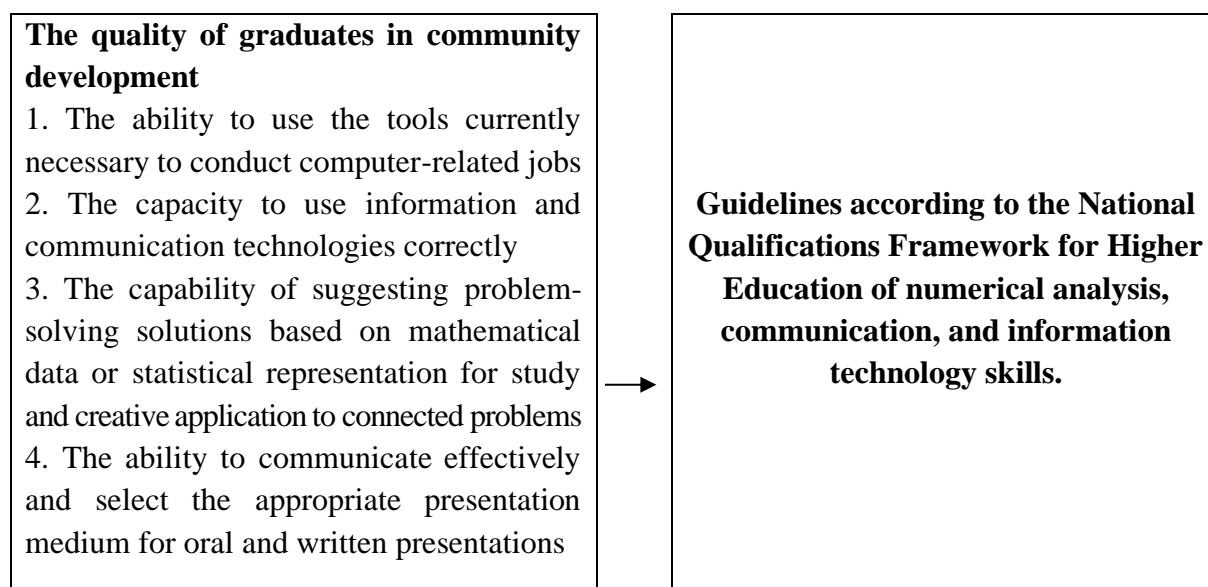 The quality of graduates in community
development
1. The ability to use the tools currently
necessary to conduct computer-related jobs
2. The capacity to use information and
communication technologies correctly
3. The capability of suggesting problem-
solving solutions based on mathematical
data or statistical representation for study
and creative application to connected problems
4. The ability to communicate effectively
and select the appropriate presentation
medium for oral and written presentations
Guidelines according to the National
Qualifications Framework for Higher
Education of numerical analysis,
communication, and information
technology skills.